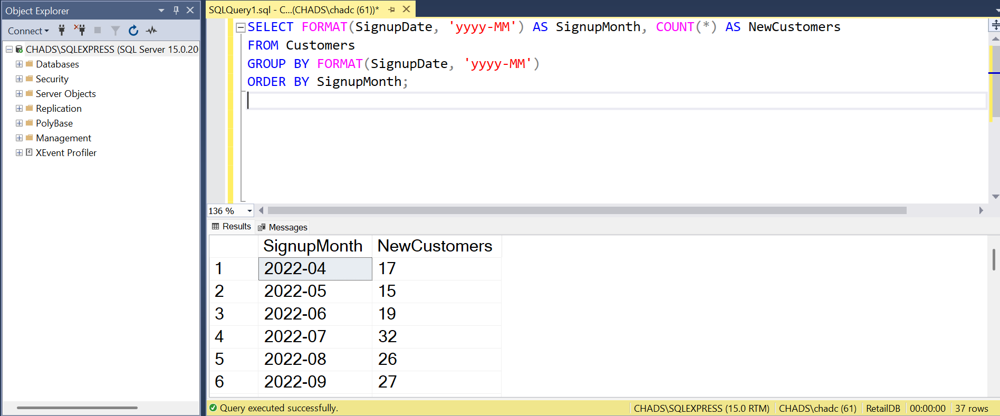 Object Explorer
Connect
CHADS\SQLEXPRESS (SQL Server 15.0.20
Databases
Security
Server Objects
Replication
PolyBase
Management
XEvent Profiler
SQLQuery1.sql - C...(CHADS\chadc (61))*
SELECT FORMAT(SignupDate, 'yyyy-MM') AS SignupMonth, COUNT(*) AS NewCustomers
FROM Customers
GROUP BY FORMAT(SignupDate, 'yyyy-MM')
ORDER BY SignupMonth;
136 %
Results Messages
SignupMonth NewCustomers
1 2022-04 17
2 2022-05 15
3 2022-06 19
4 2022-07 32
5 2022-08 26
6 2022-09 27
Query executed successfully. CHADS\SQLEXPRESS (15.0 RTM) CHADS\chadc (61) RetailDB 00:00:00 37 rows